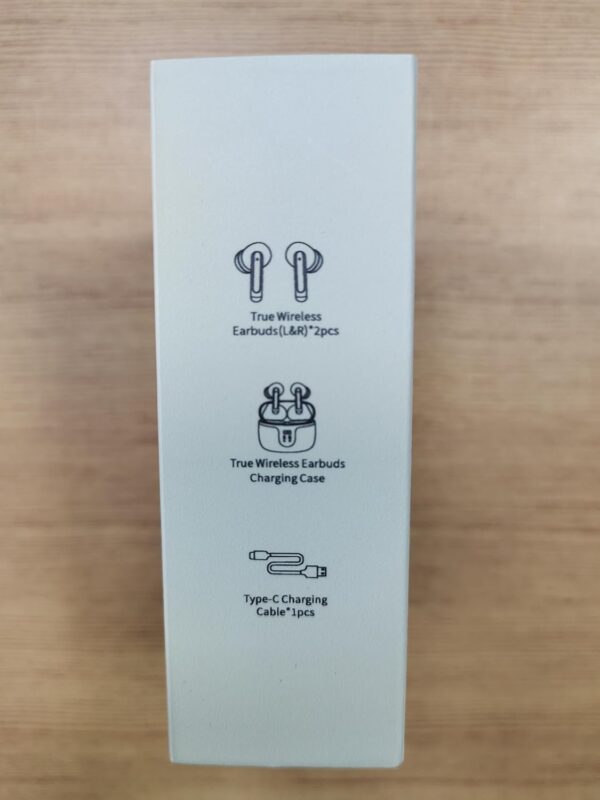 True Wireless
Earbuds(L&R)*2pcs
True Wireless Earbuds
Charging Case
Type-C Charging
Cable*1pcs